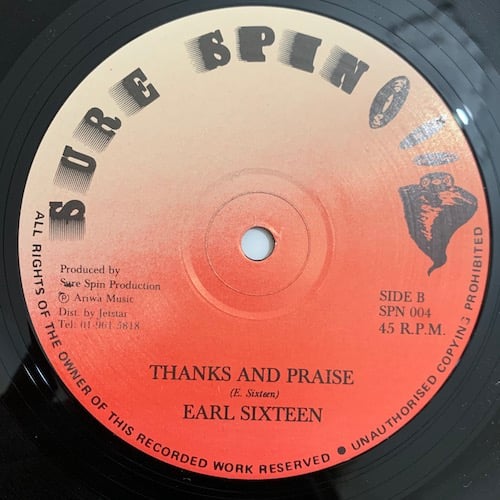 SURE SPIN
Produced by
Sure Spin Production
℗ Ariwa Music
Dist. by Jetstar
Tel: 01-961 5818
SIDE B
SPN 004
45 R.P.M.
THANKS AND PRAISE
(E. Sixteen)
EARL SIXTEEN
ALL RIGHTS OF THE OWNER OF THIS RECORDED WORK RESERVED ● UNAUTHORISED COPYING PROHIBITED